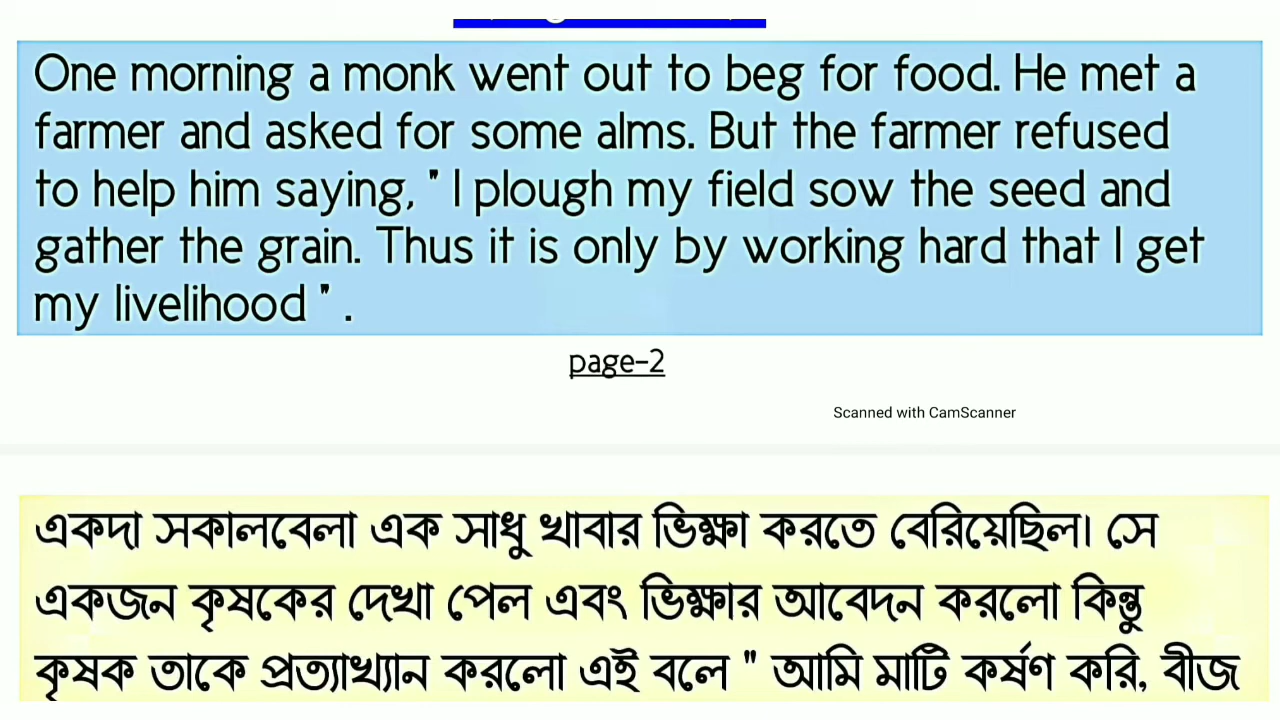 One morning a monk went out to beg for food. He met a
farmer and asked for some alms. But the farmer refused
to help him saying, " I plough my field sow the seed and
gather the grain. Thus it is only by working hard that I get
my livelihood " .
page-2
Scanned with CamScanner
একদা সকালবেলা এক সাধু খাবার ভিক্ষা করতে বেরিয়েছিল। সে
একজন কৃষকের দেখা পেল এবং ভিক্ষার আবেদন করলো কিন্তু
কৃষক তাকে প্রত্যাখ্যান করলো এই বলে " আমি মাটি কর্ষণ করি, বীজ